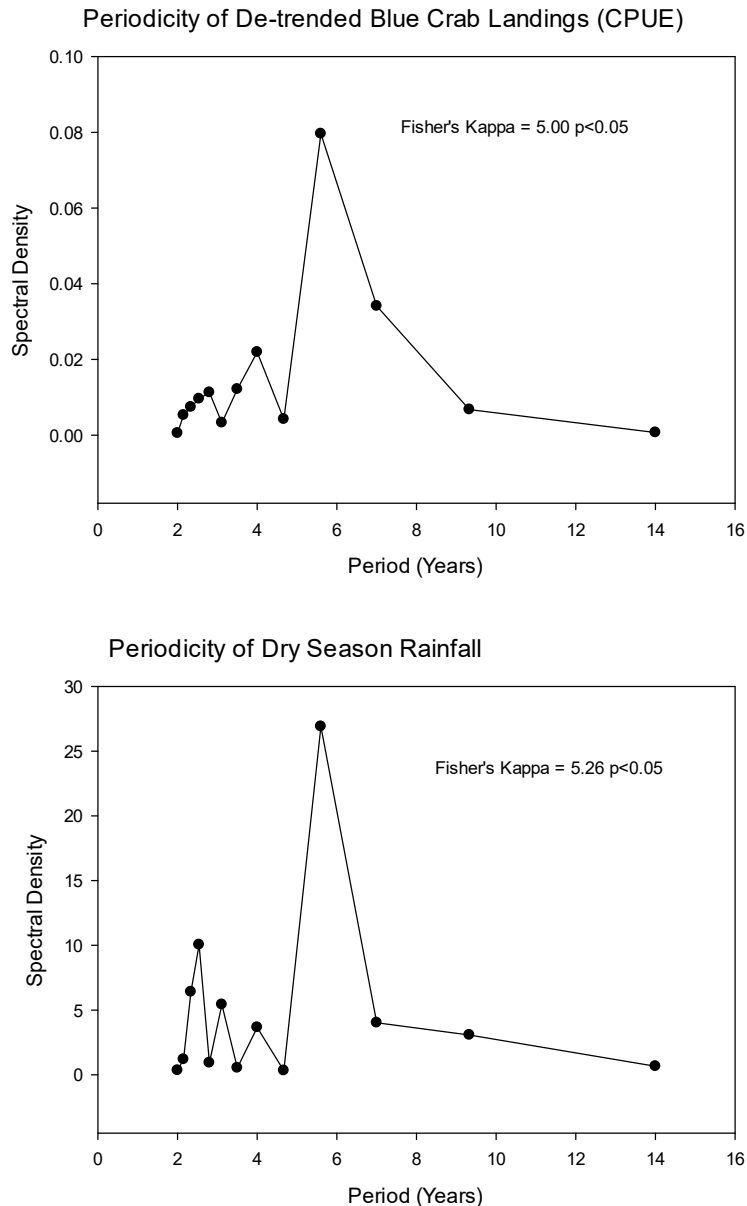 Periodicity of De-trended Blue Crab Landings (CPUE)
0.10
Fisher's Kappa = 5.00 p<0.05
0.08
0.06
Spectral Density
0.04
0.02
0.00
0 2 4 6 8 10 12 14 16
Period (Years)
Periodicity of Dry Season Rainfall
30
Fisher's Kappa = 5.26 p<0.05
25
20
Spectral Density
15
10
5
0
0 2 4 6 8 10 12 14 16
Period (Years)